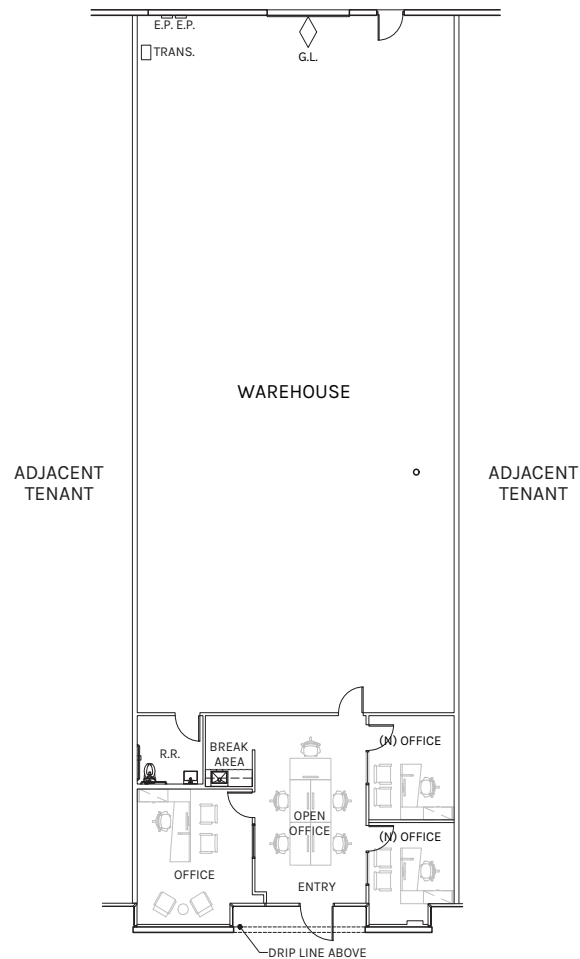 E.P. E.P.
TRANS.
G.L.
WAREHOUSE
ADJACENT
TENANT
ADJACENT
TENANT
R.R.
BREAK
AREA
(N) OFFICE
OPEN
OFFICE
(N) OFFICE
OFFICE
ENTRY
DRIP LINE ABOVE